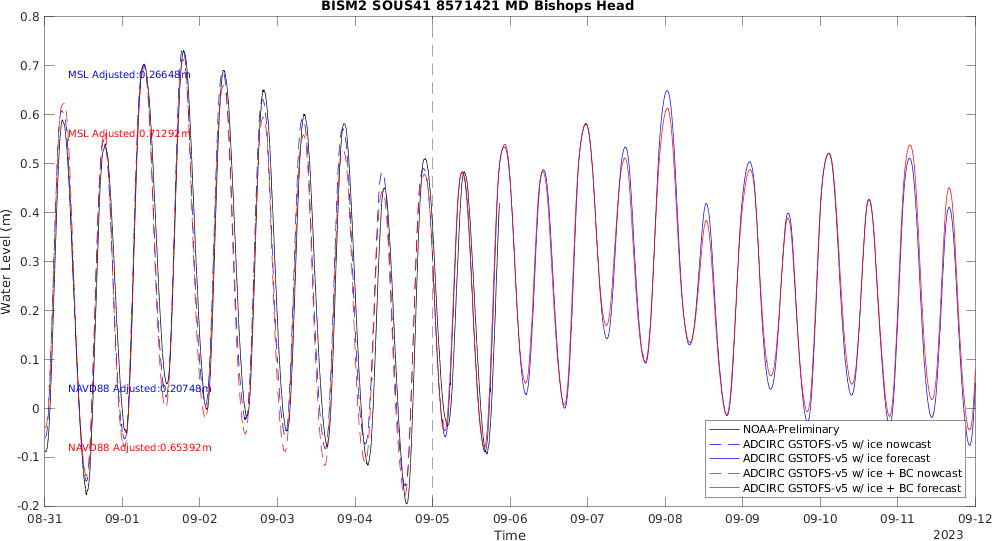 BISM2 SOUS41 8571421 MD Bishops Head
Water Level (m)
0.8
0.7
0.6
0.5
0.4
0.3
0.2
0.1
0
-0.1
-0.2
MSL Adjusted:0.26648m
MSL Adjusted:0.71292m
NAVD88 Adjusted:0.20748m
NAVD88 Adjusted:0.65392m
NOAA-Preliminary
ADCIRC GSTOFS-v5 w/ ice nowcast
ADCIRC GSTOFS-v5 w/ ice forecast
ADCIRC GSTOFS-v5 w/ ice + BC nowcast
ADCIRC GSTOFS-v5 w/ ice + BC forecast
08-31 09-01 09-02 09-03 09-04 09-05 09-06 09-07 09-08 09-09 09-10 09-11 09-12
Time
2023